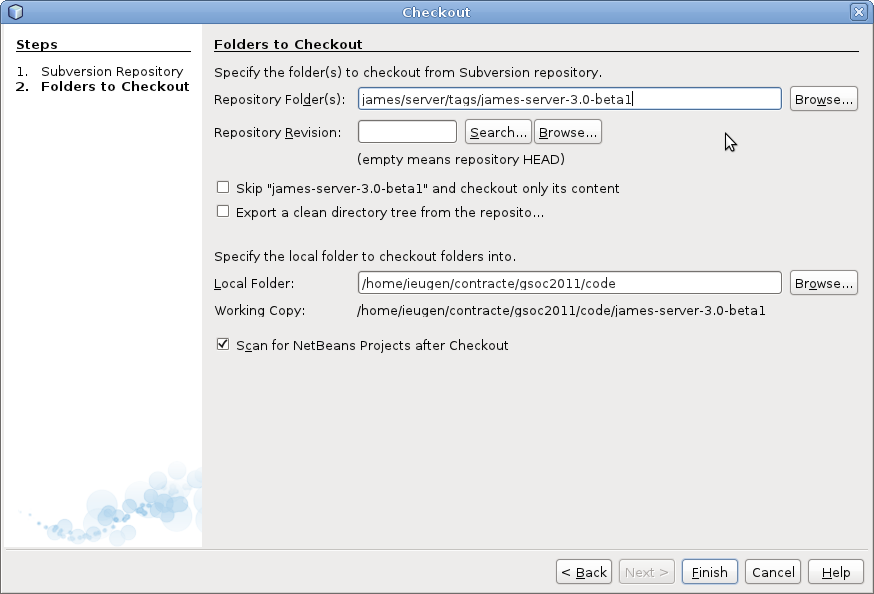 Checkout
Steps
1. Subversion Repository
2. Folders to Checkout
Folders to Checkout
Specify the folder(s) to checkout from Subversion repository.
Repository Folder(s): james/server/tags/james-server-3.0-beta1 Browse...
Repository Revision: Search... Browse...
(empty means repository HEAD)
Skip "james-server-3.0-beta1" and checkout only its content
Export a clean directory tree from the reposito...
Specify the local folder to checkout folders into.
Local Folder: /home/ieugen/contracte/gsoc2011/code Browse...
Working Copy: /home/ieugen/contracte/gsoc2011/code/james-server-3.0-beta1
Scan for NetBeans Projects after Checkout
< Back Next > Finish Cancel Help